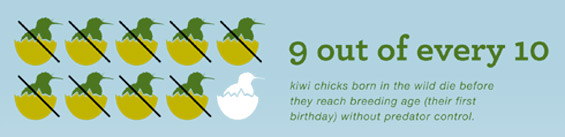 9 out of every 10
kiwi chicks born in the wild die before
they reach breeding age (their first
birthday) without predator control.